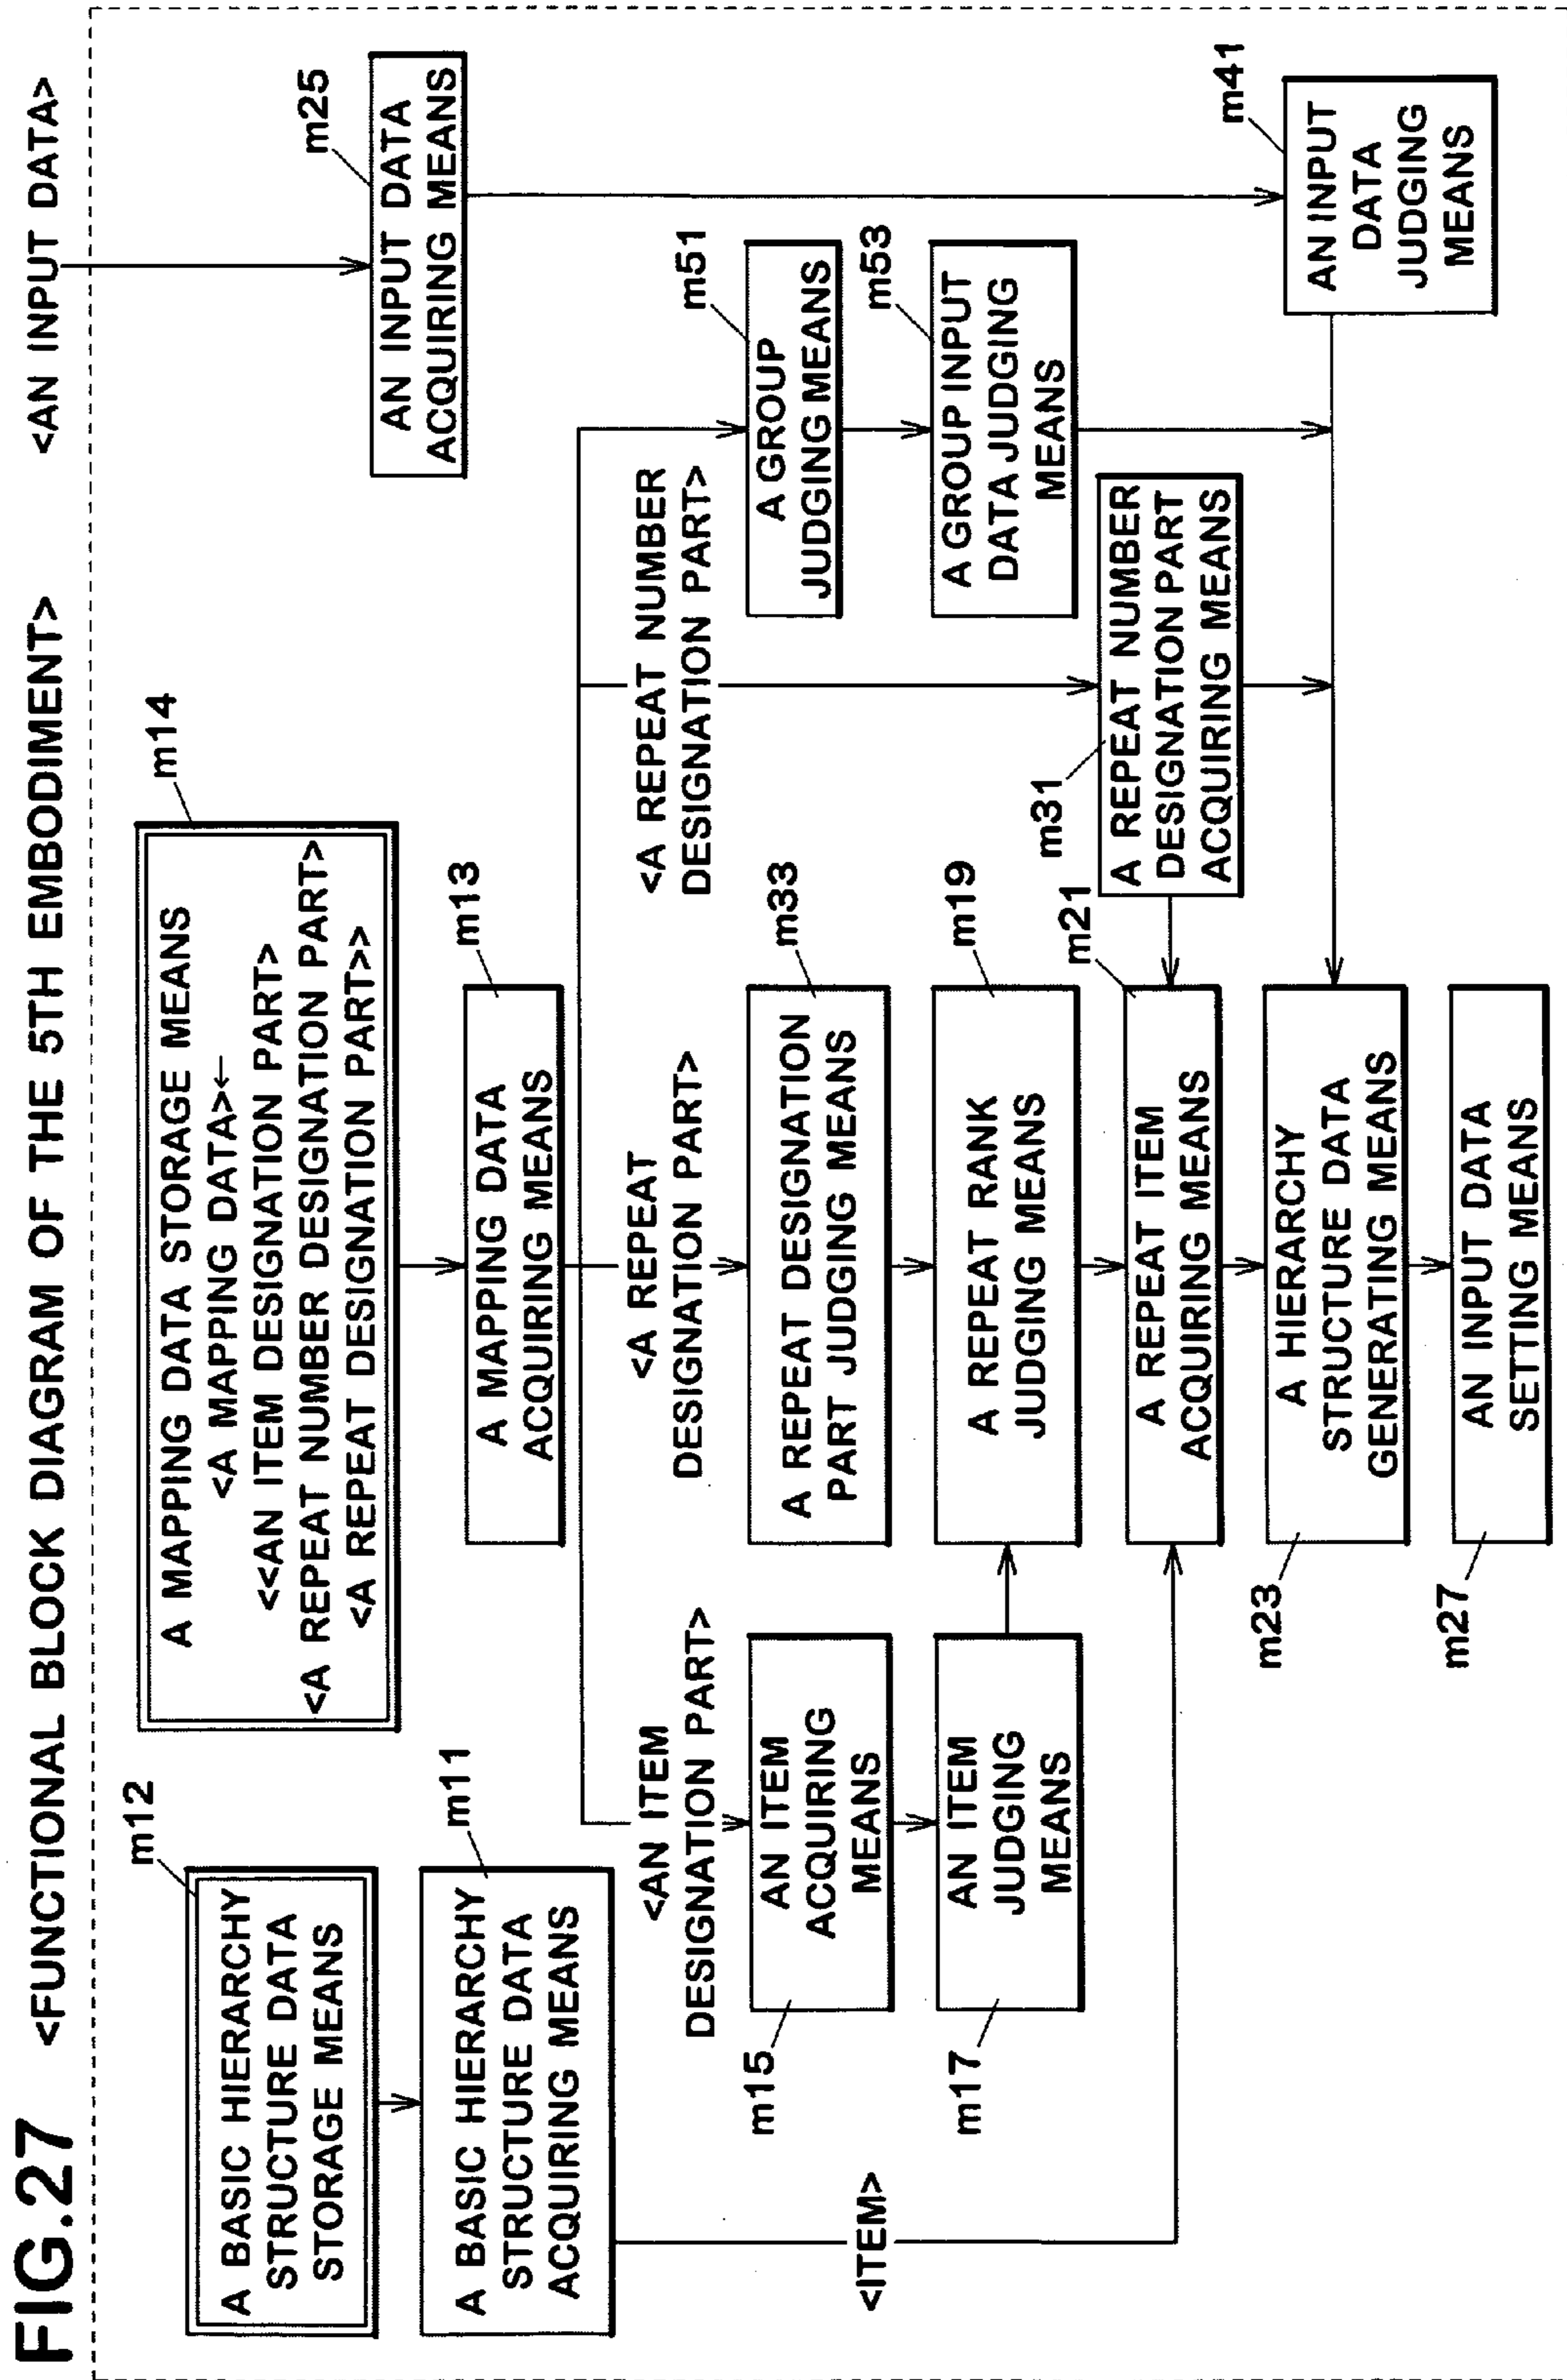 FIG.27 <FUNCTIONAL BLOCK DIAGRAM OF THE 5TH EMBODIMENT>
<AN INPUT DATA>
m12
A BASIC HIERARCHY
STRUCTURE DATA
STORAGE MEANS
m11
A BASIC HIERARCHY
STRUCTURE DATA
ACQUIRING MEANS
<ITEM>
m14
A MAPPING DATA STORAGE MEANS
<A MAPPING DATA>←
<<AN ITEM DESIGNATION PART>
<A REPEAT NUMBER DESIGNATION PART>
<A REPEAT DESIGNATION PART>>
m13
A MAPPING DATA
ACQUIRING MEANS
m25
AN INPUT DATA
ACQUIRING MEANS
<AN ITEM
DESIGNATION PART>
m15
AN ITEM
ACQUIRING
MEANS
m17
AN ITEM
JUDGING
MEANS
<A REPEAT
DESIGNATION PART>
m33
A REPEAT DESIGNATION
PART JUDGING MEANS
m19
A REPEAT RANK
JUDGING MEANS
m21
A REPEAT ITEM
ACQUIRING MEANS
m23
A HIERARCHY
STRUCTURE DATA
GENERATING MEANS
m27
AN INPUT DATA
SETTING MEANS
<A REPEAT NUMBER
DESIGNATION PART>
m31
A REPEAT NUMBER
DESIGNATION PART
ACQUIRING MEANS
m51
A GROUP
JUDGING MEANS
m53
A GROUP INPUT
DATA JUDGING
MEANS
m41
AN INPUT
DATA
JUDGING
MEANS